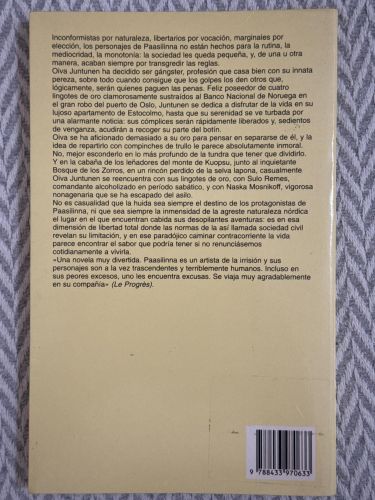 Inconformistas por naturaleza, libertarios por vocación, marginales por
elección, los personajes de Paasilinna no están hechos para la rutina, la
mediocridad, la monotonía: la sociedad les queda pequeña, y, de una u otra
manera, acaban siempre por transgredir las reglas.
Oiva Juntunen ha decidido ser gángster, profesión que casa bien con su innata
pereza, sobre todo cuando consigue que los golpes los den otros que,
lógicamente, serán quienes paguen las penas. Feliz poseedor de cuatro
lingotes de oro clamorosamente sustraídos al Banco Nacional de Noruega en
el gran robo del puerto de Oslo, Juntunen se dedica a disfrutar de la vida en su
lujoso apartamento de Estocolmo, hasta que su serenidad se ve turbada por
una alarmante noticia: sus cómplices serán rápidamente liberados y, sedientos
de venganza, acudirán a recoger su parte del botín.
Oiva se ha aficionado demasiado a su oro para pensar en separarse de él, y la
idea de repartirlo con compinches de trullo le parece absolutamente inmoral.
No, mejor esconderlo en lo más profundo de la tundra que tener que dividirlo.
Y en la cabaña de los leñadores del monte de Kuopsu, junto al inquietante
Bosque de los Zorros, en un rincón perdido de la selva lapona, casualmente
Oiva Juntunen se reencuentra con sus lingotes de oro, con Sulo Remes,
comandante alcoholizado en período sabático, y con Naska Mosnikoff, vigorosa
nonagenaria que se ha escapado del asilo.
No es casualidad que la huida sea siempre el destino de los protagonistas de
Paasilinna, ni que sea siempre la inmensidad de la agreste naturaleza nórdica
el lugar en el que encuentran cabida sus desopilantes aventuras: es en esa
dimensión de libertad total donde las normas de la así llamada sociedad civil
revelan su limitación, y en ese paradójico caminar contracorriente la vida
parece encontrar el sabor que podría tener si no renunciásemos
cotidianamente a vivirla.
«Una novela muy divertida. Paasilinna es un artista de la irrisión y sus
personajes son a la vez trascendentes y terriblemente humanos. Incluso en
sus peores excesos, uno les encuentra excusas. Se viaja muy agradablemente
en su compañía» (Le Progrès).
9 788433 970633